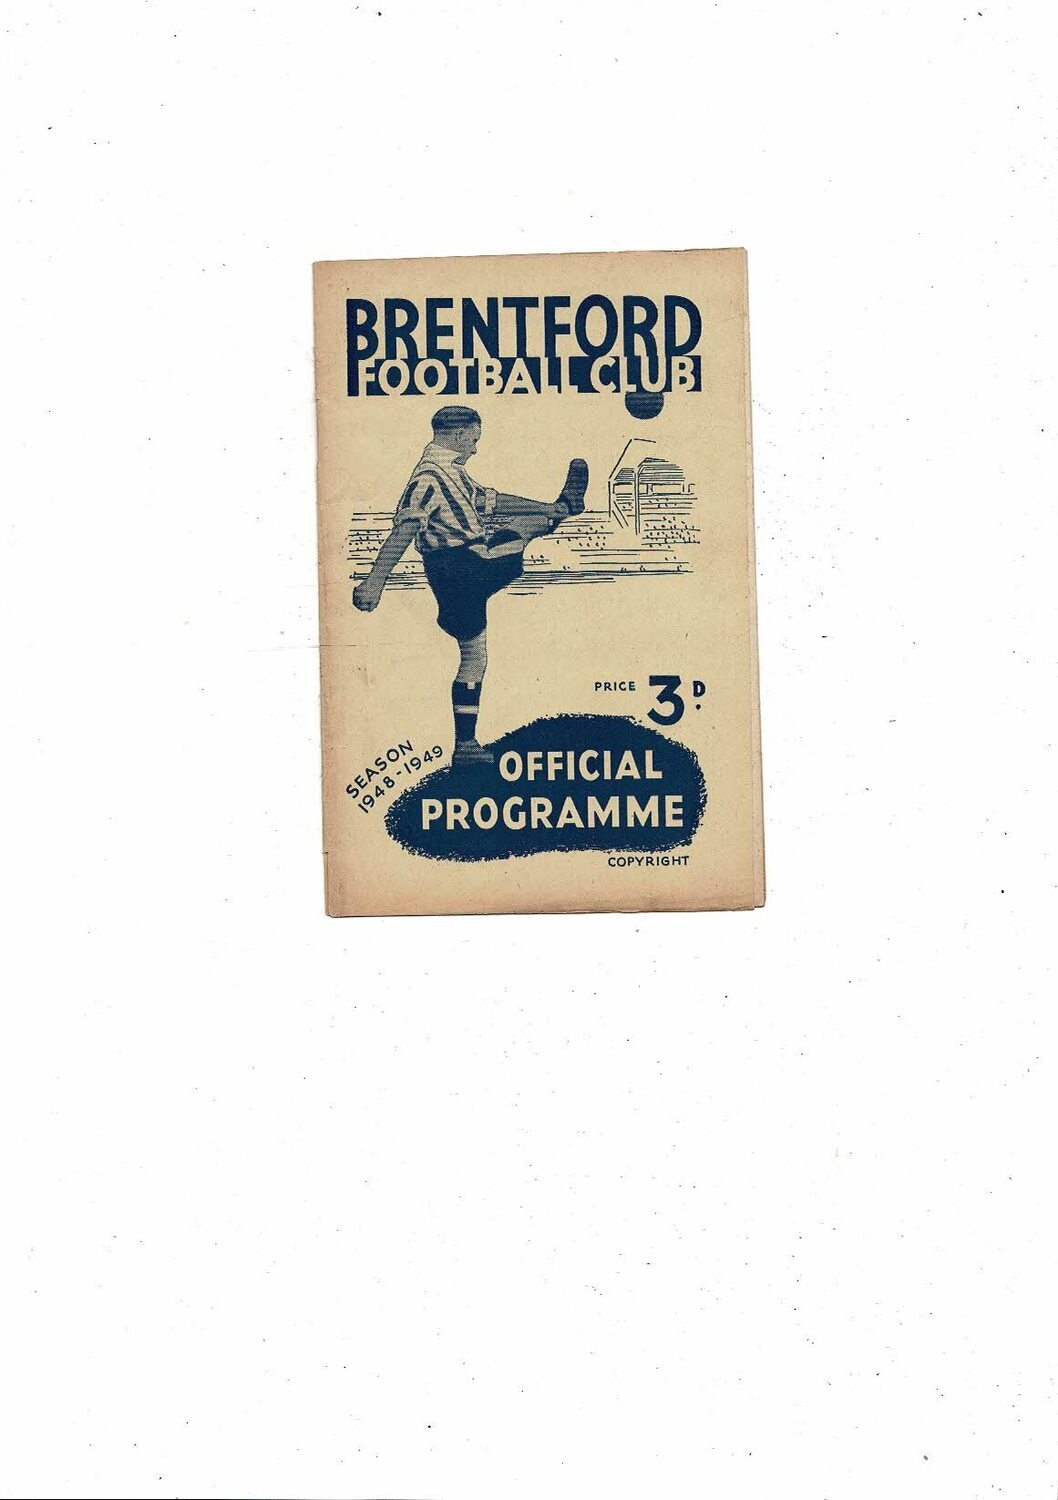 BRENTFORD
FOOTBALL CLUB
PRICE 3D.
SEASON
1948-1949
OFFICIAL
PROGRAMME
COPYRIGHT